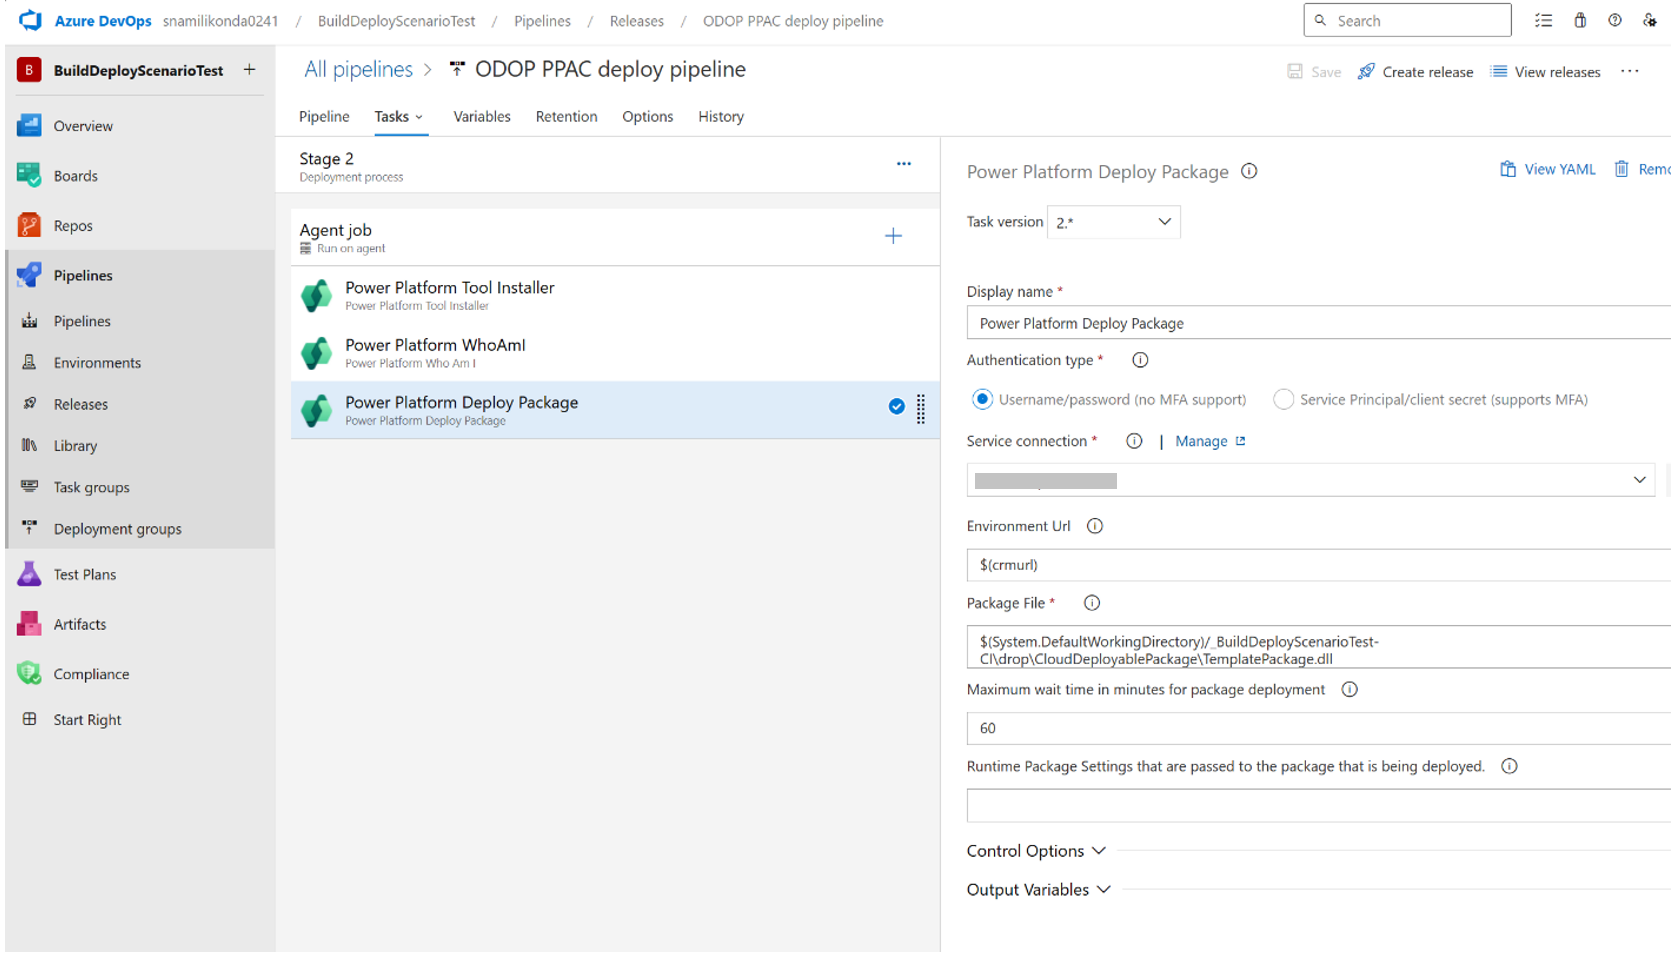 Azure DevOps snamilikonda0241 / BuildDeployScenarioTest / Pipelines / Releases / ODOP PPAC deploy pipeline
Search
B BuildDeployScenarioTest +
Overview
Boards
Repos
Pipelines
Pipelines
Environments
Releases
Library
Task groups
Deployment groups
Test Plans
Artifacts
Compliance
Start Right
All pipelines > ODOP PPAC deploy pipeline
Save Create release View releases ...
Pipeline Tasks Variables Retention Options History
Stage 2
Deployment process
Agent job
Run on agent
Power Platform Tool Installer
Power Platform Tool Installer
Power Platform WhoAmI
Power Platform Who Am I
Power Platform Deploy Package
Power Platform Deploy Package
Power Platform Deploy Package
View YAML Remo
Task version 2.*
Display name *
Power Platform Deploy Package
Authentication type *
Username/password (no MFA support) Service Principal/client secret (supports MFA)
Service connection * | Manage
Environment Url
$(crmurl)
Package File *
$(System.DefaultWorkingDirectory)/_BuildDeployScenarioTest-
CI\drop\CloudDeployablePackage\TemplatePackage.dll
Maximum wait time in minutes for package deployment
60
Runtime Package Settings that are passed to the package that is being deployed.
Control Options
Output Variables